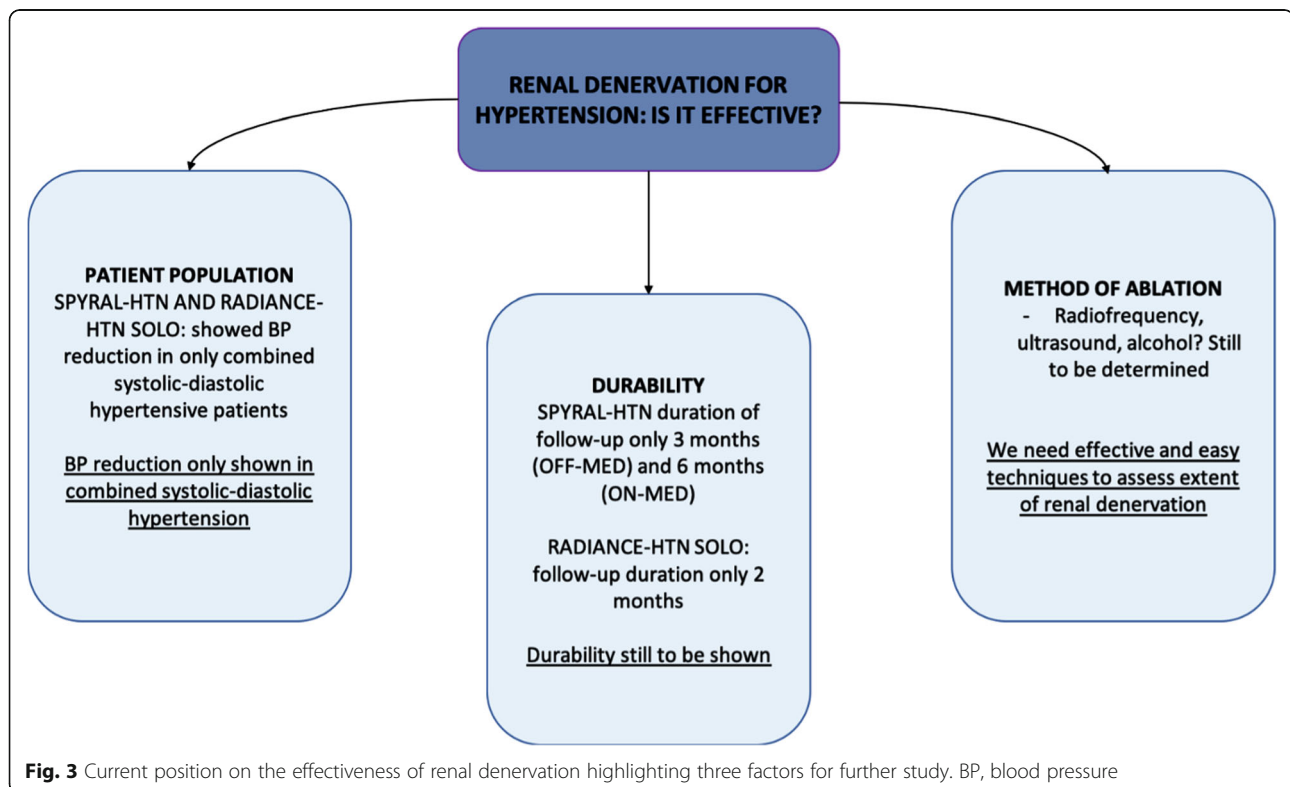 RENAL DENERVATION FOR
HYPERTENSION: IS IT EFFECTIVE?
PATIENT POPULATION
SPYRAL-HTN AND RADIANCE-
HTN SOLO: showed BP
reduction in only combined
systolic-diastolic
hypertensive patients
BP reduction only shown in
combined systolic-diastolic
hypertension
DURABILITY
SPYRAL-HTN duration of
follow-up only 3 months
(OFF-MED) and 6 months
(ON-MED)
RADIANCE-HTN SOLO:
follow-up duration only 2
months
Durability still to be shown
METHOD OF ABLATION
- Radiofrequency,
ultrasound, alcohol? Still
to be determined
We need effective and easy
techniques to assess extent
of renal denervation
Fig. 3 Current position on the effectiveness of renal denervation highlighting three factors for further study. BP, blood pressure